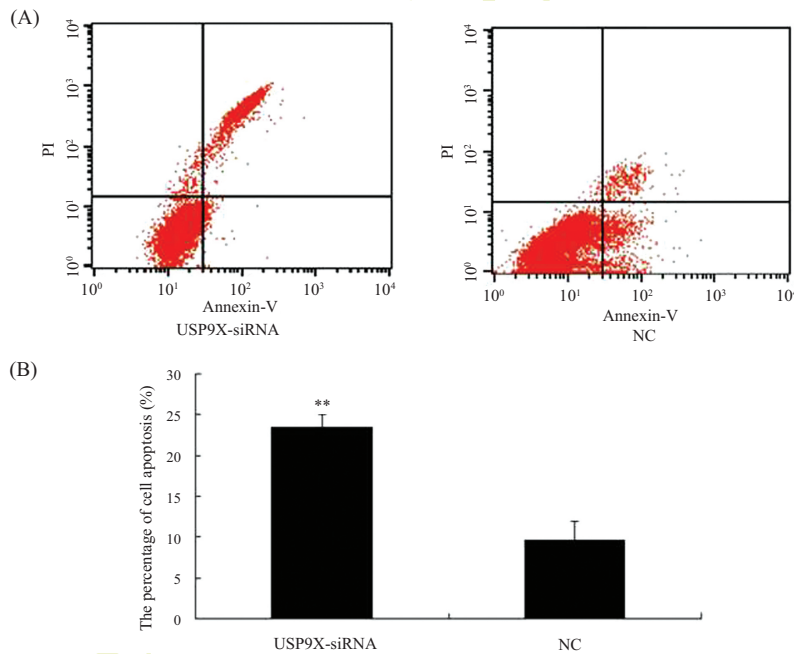 (A)
10⁴
10³
10²
10¹
10⁰
PI
10⁰ 10¹ 10² 10³ 10⁴
Annexin-V
USP9X-siRNA
10⁴
10³
10²
10¹
10⁰
PI
10⁰ 10¹ 10² 10³
Annexin-V
NC
(B)
The percentage of cell apoptosis (%)
30
25
20
15
10
5
0
**
USP9X-siRNA NC